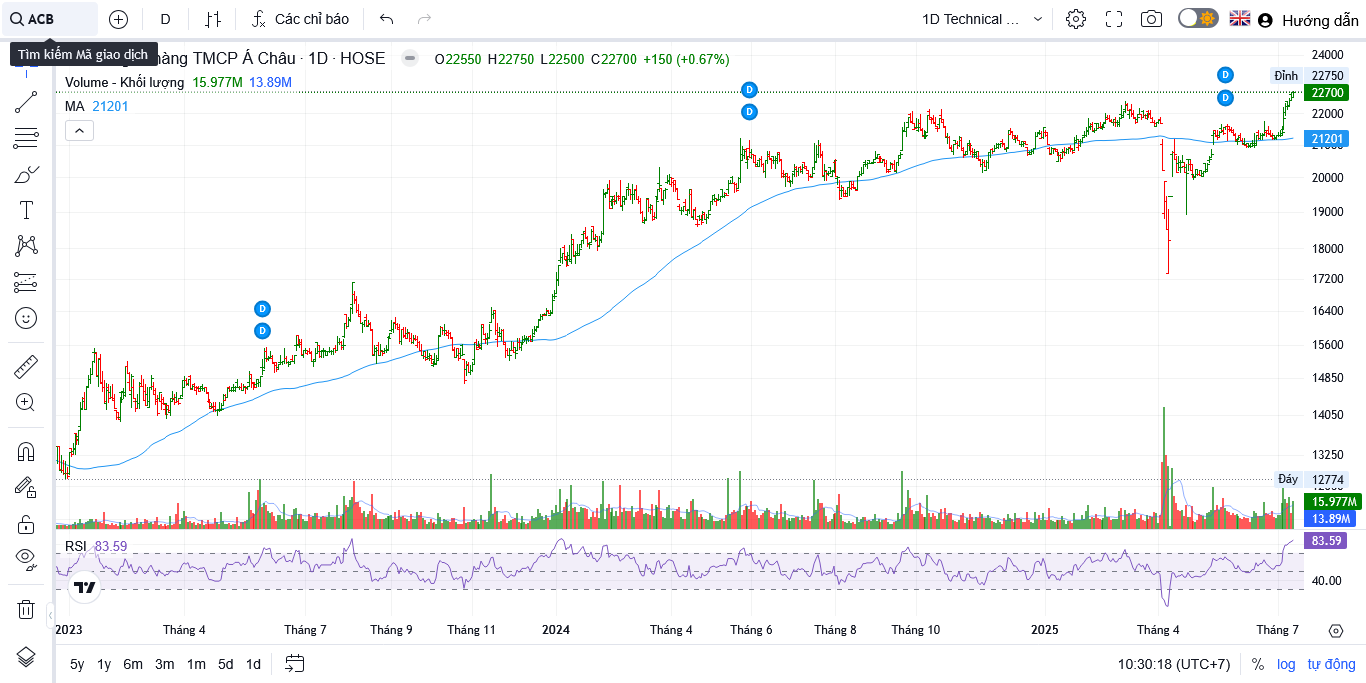 ACB
D
Các chỉ báo
1D Technical ...
Hướng dẫn
Tìm kiếm Mã giao dịch
hàng TMCP Á Châu · 1D · HOSE
O22550 H22750 L22500 C22700 +150 (+0.67%)
Volume - Khối lượng 15.977M 13.89M
MA 21201
D
D
D
D
D
D
24000
Đỉnh 22750
22700
22000
21201
20000
19000
18000
17200
16400
15600
14850
14050
13250
Đáy 12774
15.977M
13.89M
RSI 83.59
83.59
40.00
2023
Tháng 4
Tháng 7
Tháng 9
Tháng 11
2024
Tháng 4
Tháng 6
Tháng 8
Tháng 10
2025
Tháng 4
Tháng 7
5y 1y 6m 3m 1m 5d 1d
10:30:18 (UTC+7)
% log tự động